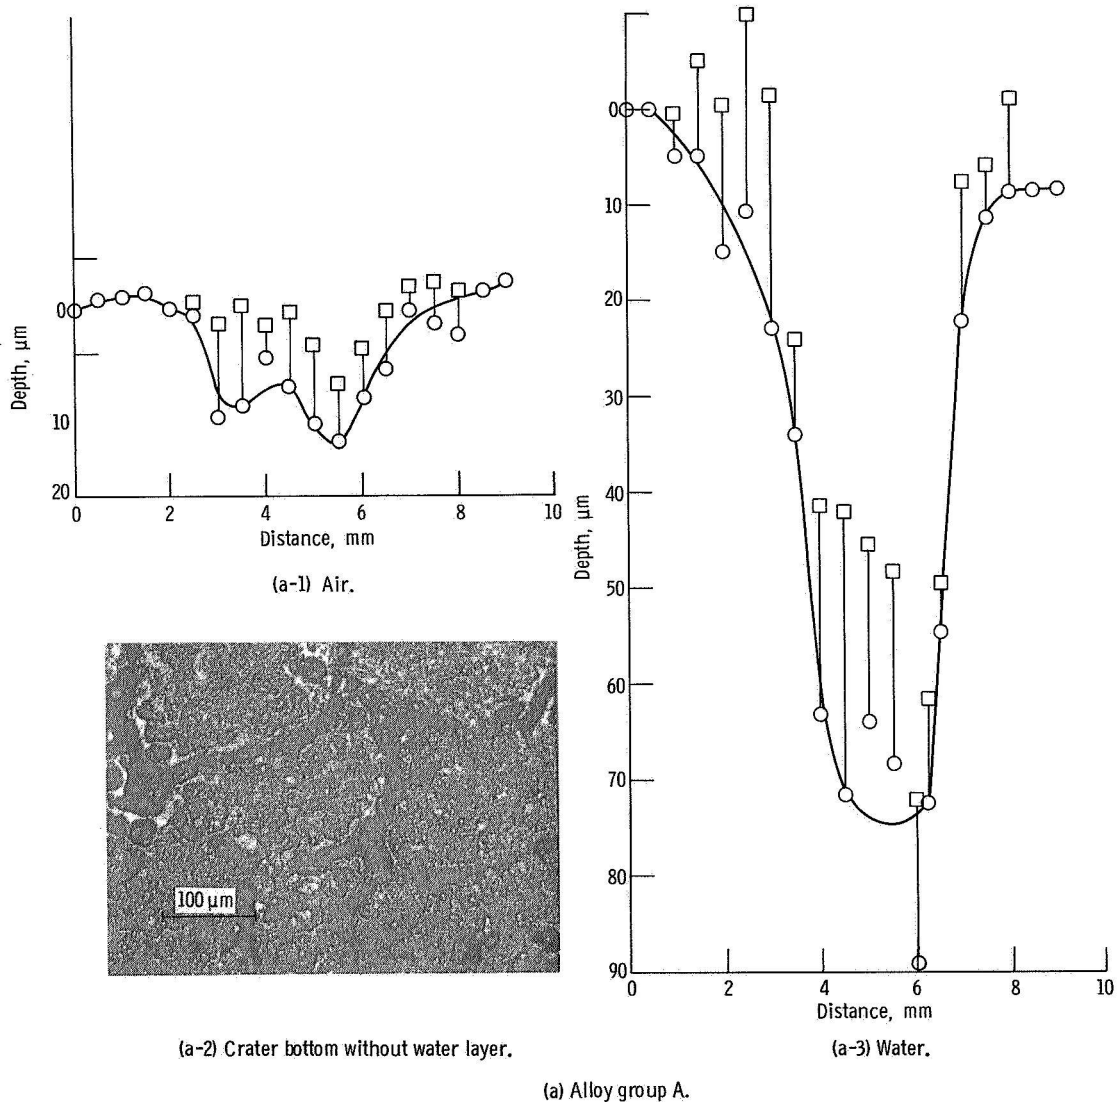 0
10
20
Depth, μm
0 2 4 6 8 10
Distance, mm
(a-1) Air.
100 μm
(a-2) Crater bottom without water layer.
0
10
20
30
40
50
60
70
80
90
Depth, μm
0 2 4 6 8 10
Distance, mm
(a-3) Water.
(a) Alloy group A.